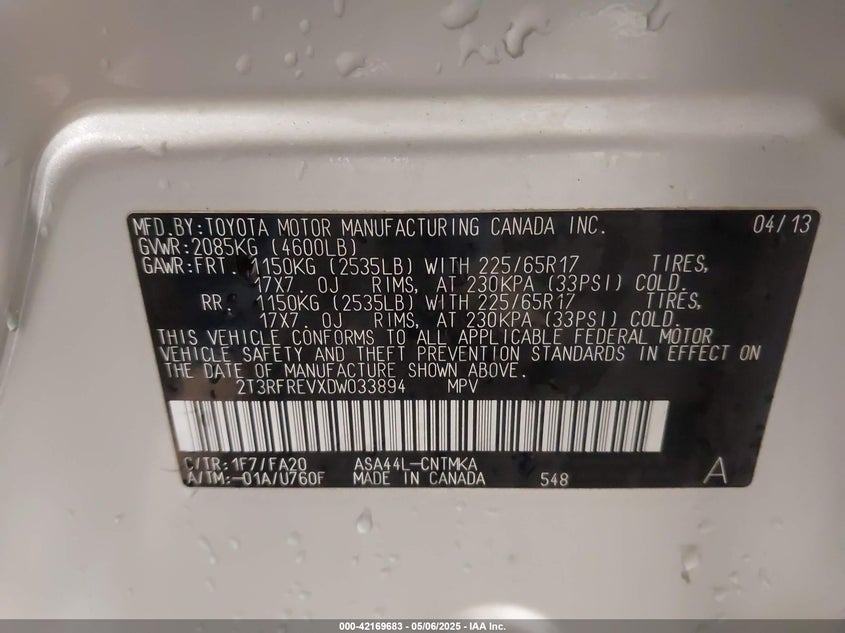 MFD.BY:TOYOTA MOTOR MANUFACTURING CANADA INC. 04/13
GVWR:2085KG (4600LB)
GAWR:FRT. 1150KG (2535LB) WITH 225/65R17 TIRES,
17X7.0J RIMS, AT 230KPA (33PSI) COLD.
RR: 1150KG (2535LB) WITH 225/65R17 TIRES,
17X7.0J RIMS, AT 230KPA (33PSI) COLD.
THIS VEHICLE CONFORMS TO ALL APPLICABLE FEDERAL MOTOR
VEHICLE SAFETY AND THEFT PREVENTION STANDARDS IN EFFECT ON
THE DATE OF MANUFACTURE SHOWN ABOVE.
2T3RFREVXDW033894 MPV
C/TR:1F7/FA20 ASA44L-CNTMKA
A/TM:-01A/U760F MADE IN CANADA 548 A
000-42169683 - 05/06/2025 - IAA Inc.